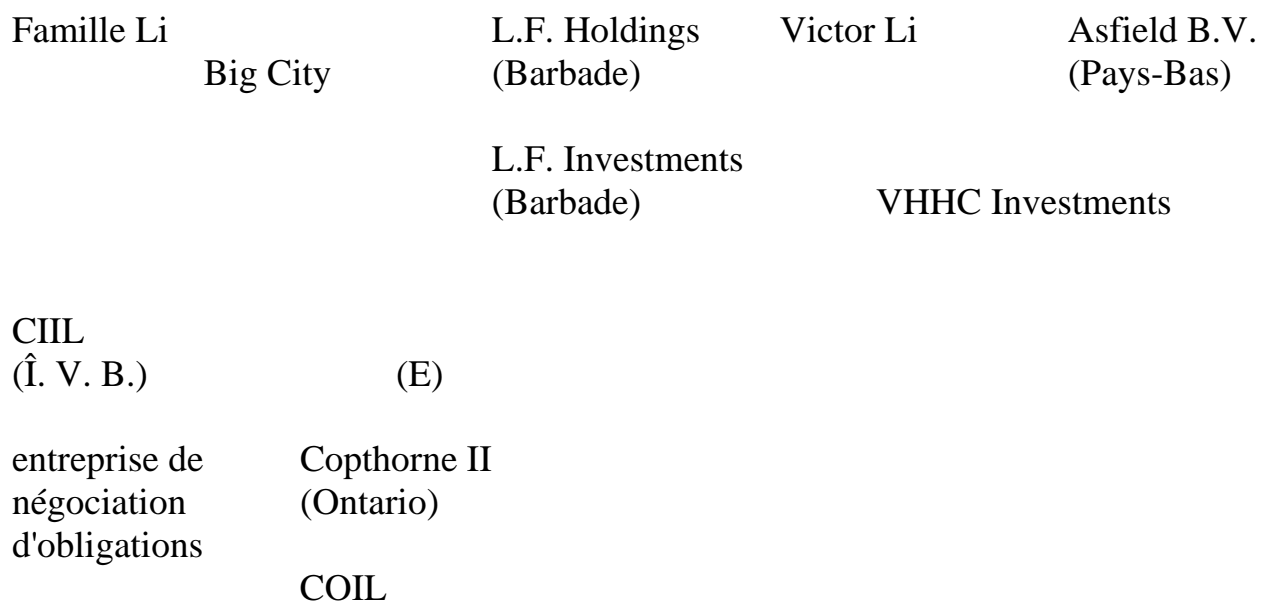 Famille Li L.F. Holdings Victor Li Asfield B.V.
Big City (Barbade) (Pays-Bas)
L.F. Investments
(Barbade) VHHC Investments
CIIL
(Î. V. B.) (E)
entreprise de Copthorne II
négociation (Ontario)
d'obligations
COIL